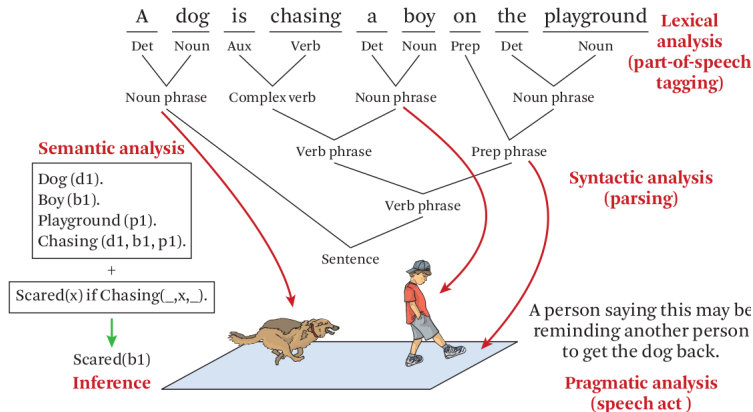 A dog is chasing a boy on the playground
Det Noun Aux Verb Det Noun Prep Det Noun
Lexical
analysis
(part-of-speech
tagging)
Noun phrase Complex verb Noun phrase Noun phrase
Semantic analysis
Verb phrase Prep phrase
Syntactic analysis
(parsing)
Dog (d1).
Boy (b1).
Playground (p1).
Chasing (d1, b1, p1).
Verb phrase
Sentence
+
Scared(x) if Chasing(_,x,_).
Scared(b1)
Inference
A person saying this may be
reminding another person
to get the dog back.
Pragmatic analysis
(speech act )